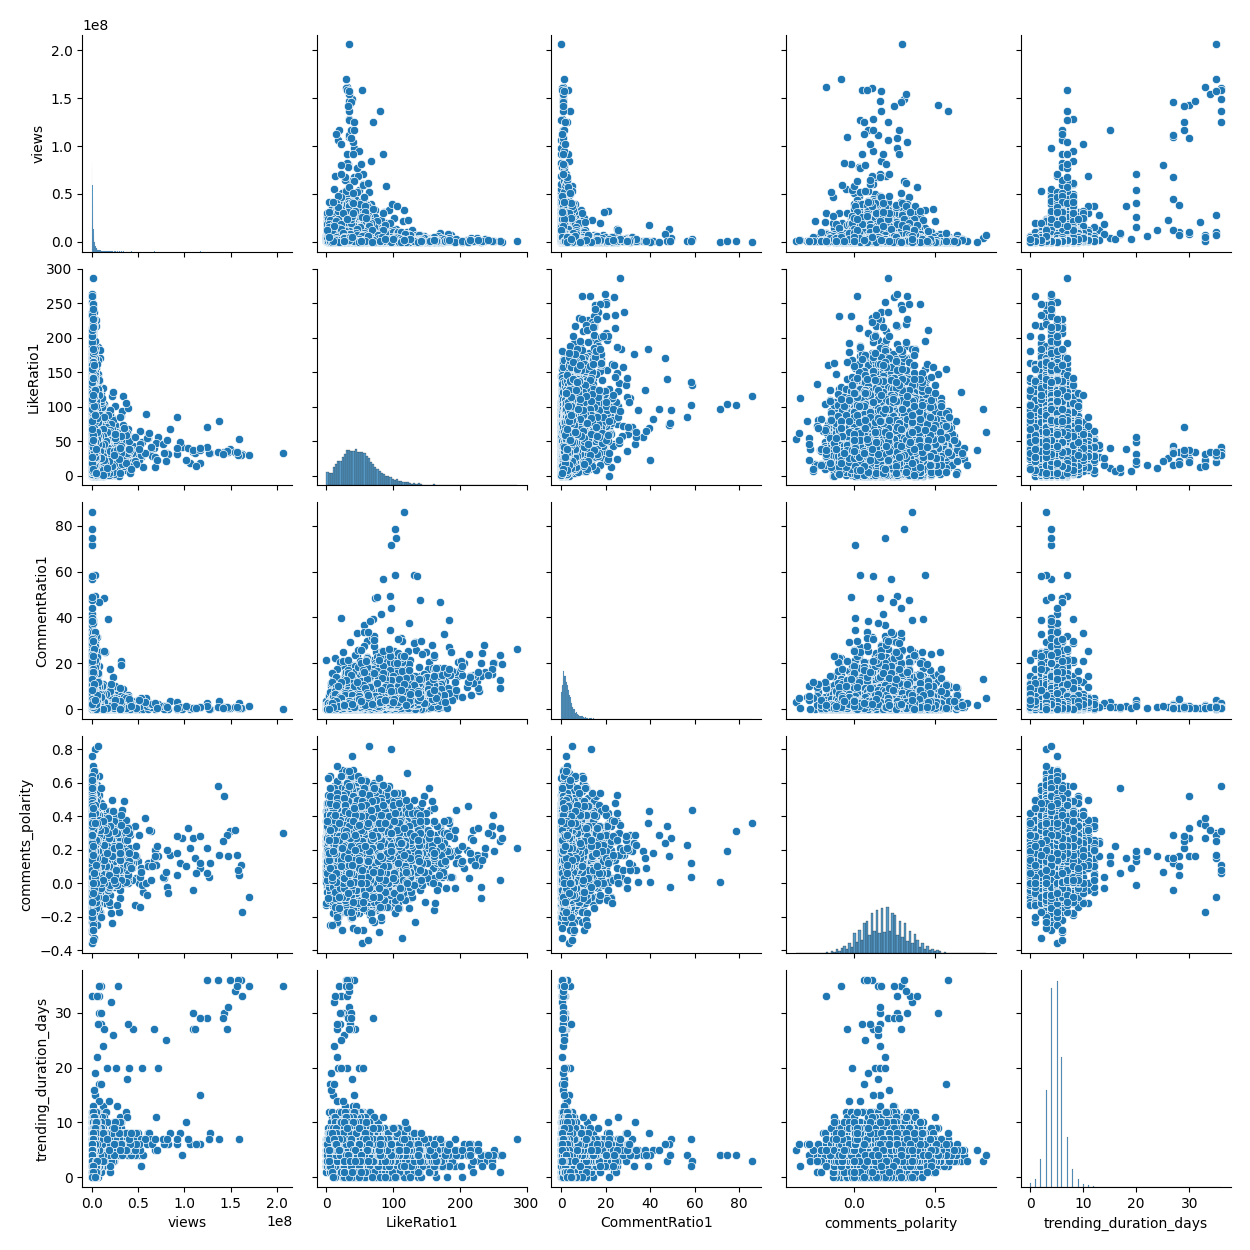 1e8
2.0
1.5
1.0
0.5
0.0
views
300
250
200
150
100
50
0
LikeRatio1
80
60
40
20
0
CommentRatio1
0.8
0.6
0.4
0.2
0.0
−0.2
−0.4
comments_polarity
30
20
10
0
trending_duration_days
0.0 0.5 1.0 1.5 2.0
views 1e8
0 100 200 300
LikeRatio1
0 20 40 60 80
CommentRatio1
0.0 0.5
comments_polarity
0 10 20 30
trending_duration_days